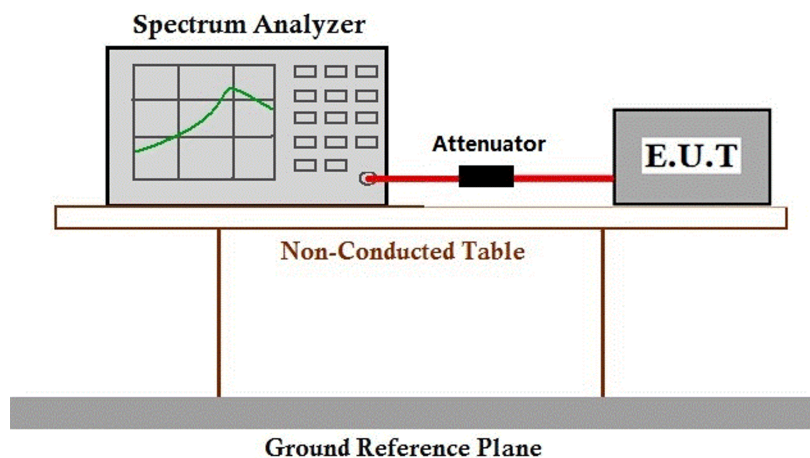 Spectrum Analyzer
Attenuator
E.U.T
Non-Conducted Table
Ground Reference Plane